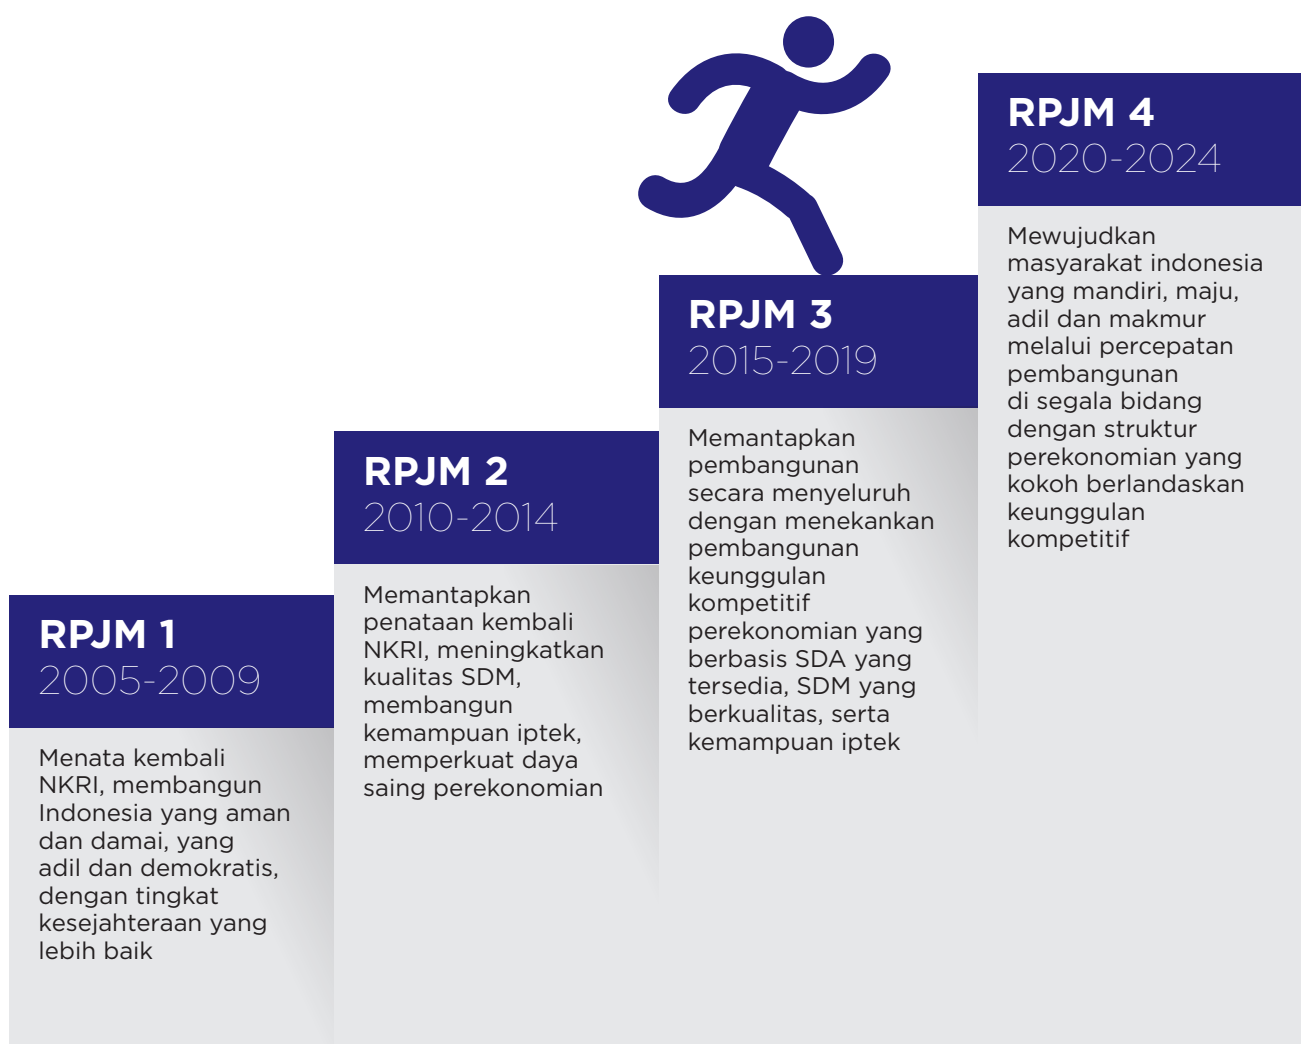 RPJM 1
2005-2009
Menata kembali
NKRI, membangun
Indonesia yang aman
dan damai, yang
adil dan demokratis,
dengan tingkat
kesejahteraan yang
lebih baik
RPJM 2
2010-2014
Memantapkan
penataan kembali
NKRI, meningkatkan
kualitas SDM,
membangun
kemampuan iptek,
memperkuat daya
saing perekonomian
RPJM 3
2015-2019
Memantapkan
pembangunan
secara menyeluruh
dengan menekankan
pembangunan
keunggulan
kompetitif
perekonomian yang
berbasis SDA yang
tersedia, SDM yang
berkualitas, serta
kemampuan iptek
RPJM 4
2020-2024
Mewujudkan
masyarakat indonesia
yang mandiri, maju,
adil dan makmur
melalui percepatan
pembangunan
di segala bidang
dengan struktur
perekonomian yang
kokoh berlandaskan
keunggulan
kompetitif